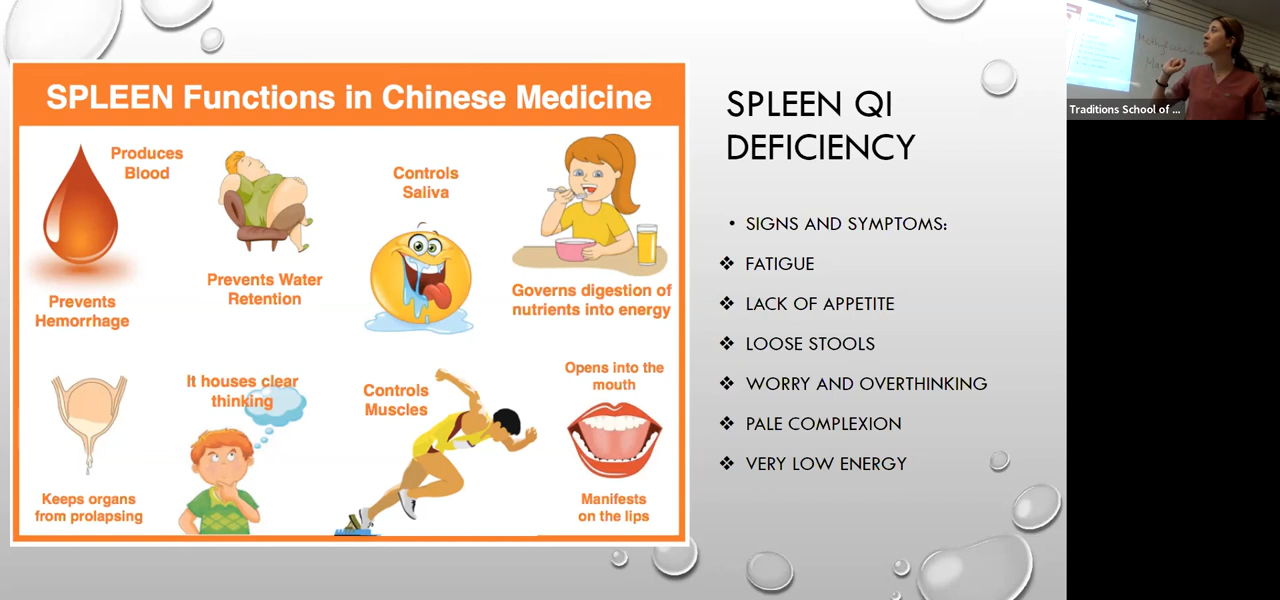 SPLEEN Functions in Chinese Medicine
Produces
Blood
Prevents
Hemorrhage
Prevents Water
Retention
Controls
Saliva
Governs digestion of
nutrients into energy
Keeps organs
from prolapsing
It houses clear
thinking
Controls
Muscles
Opens into the
mouth
Manifests
on the lips
SPLEEN QI
DEFICIENCY
• SIGNS AND SYMPTOMS:
❖ FATIGUE
❖ LACK OF APPETITE
❖ LOOSE STOOLS
❖ WORRY AND OVERTHINKING
❖ PALE COMPLEXION
❖ VERY LOW ENERGY
Traditions School of ...